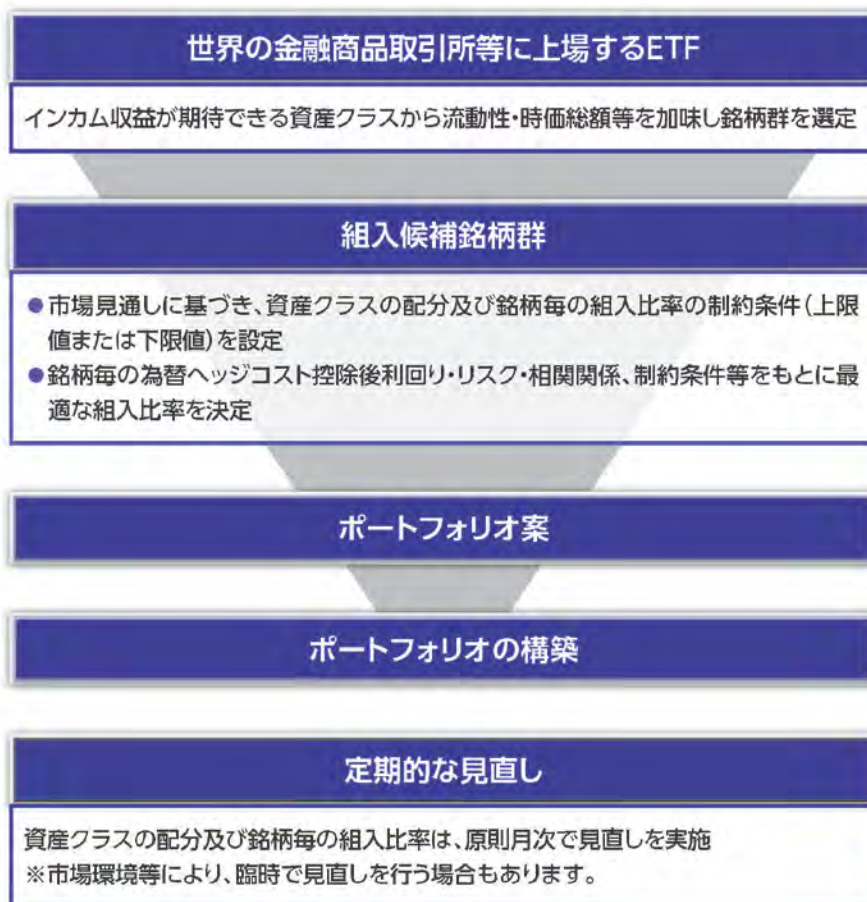 世界の金融商品取引所等に上場するETF
インカム収益が期待できる資産クラスから流動性・時価総額等を加味し銘柄群を選定
組入候補銘柄群
●市場見通しに基づき、資産クラスの配分及び銘柄毎の組入比率の制約条件(上限
値または下限値)を設定
●銘柄毎の為替ヘッジコスト控除後利回り・リスク・相関関係、制約条件等をもとに最
適な組入比率を決定
ポートフォリオ案
ポートフォリオの構築
定期的な見直し
資産クラスの配分及び銘柄毎の組入比率は、原則月次で見直しを実施
※市場環境等により、臨時で見直しを行う場合もあります。